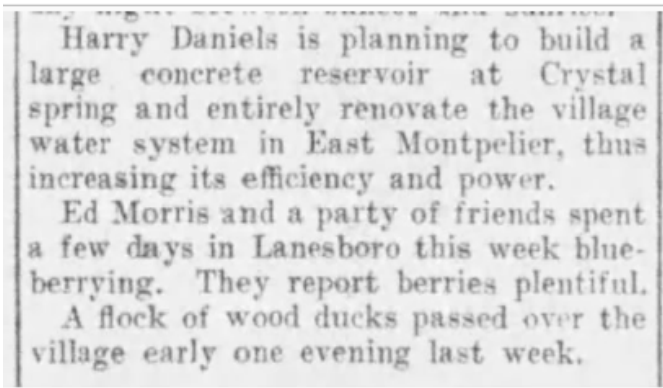 Harry Daniels is planning to build a
large concrete reservoir at Crystal
spring and entirely renovate the village
water system in East Montpelier, thus
increasing its efficiency and power.
Ed Morris and a party of friends spent
a few days in Lanesboro this week blue-
berrying. They report berries plentiful.
A flock of wood ducks passed over the
village early one evening last week.